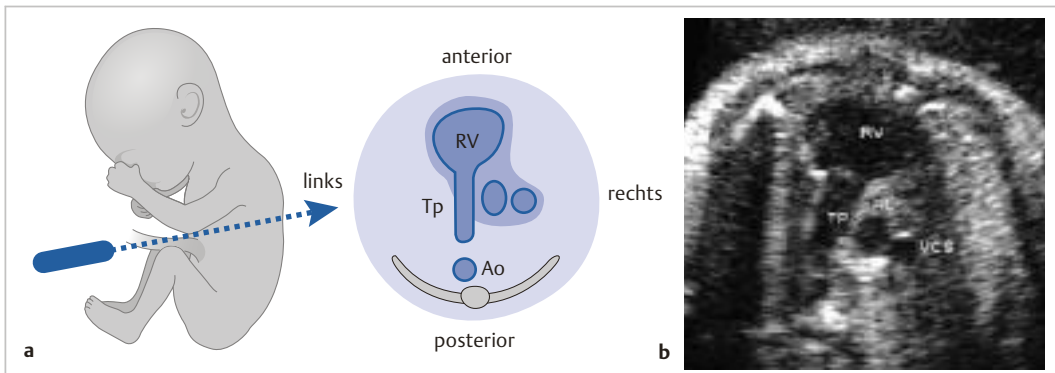 a
links
anterior
RV
Tp
rechts
Ao
posterior
b
RV
TP
VCS